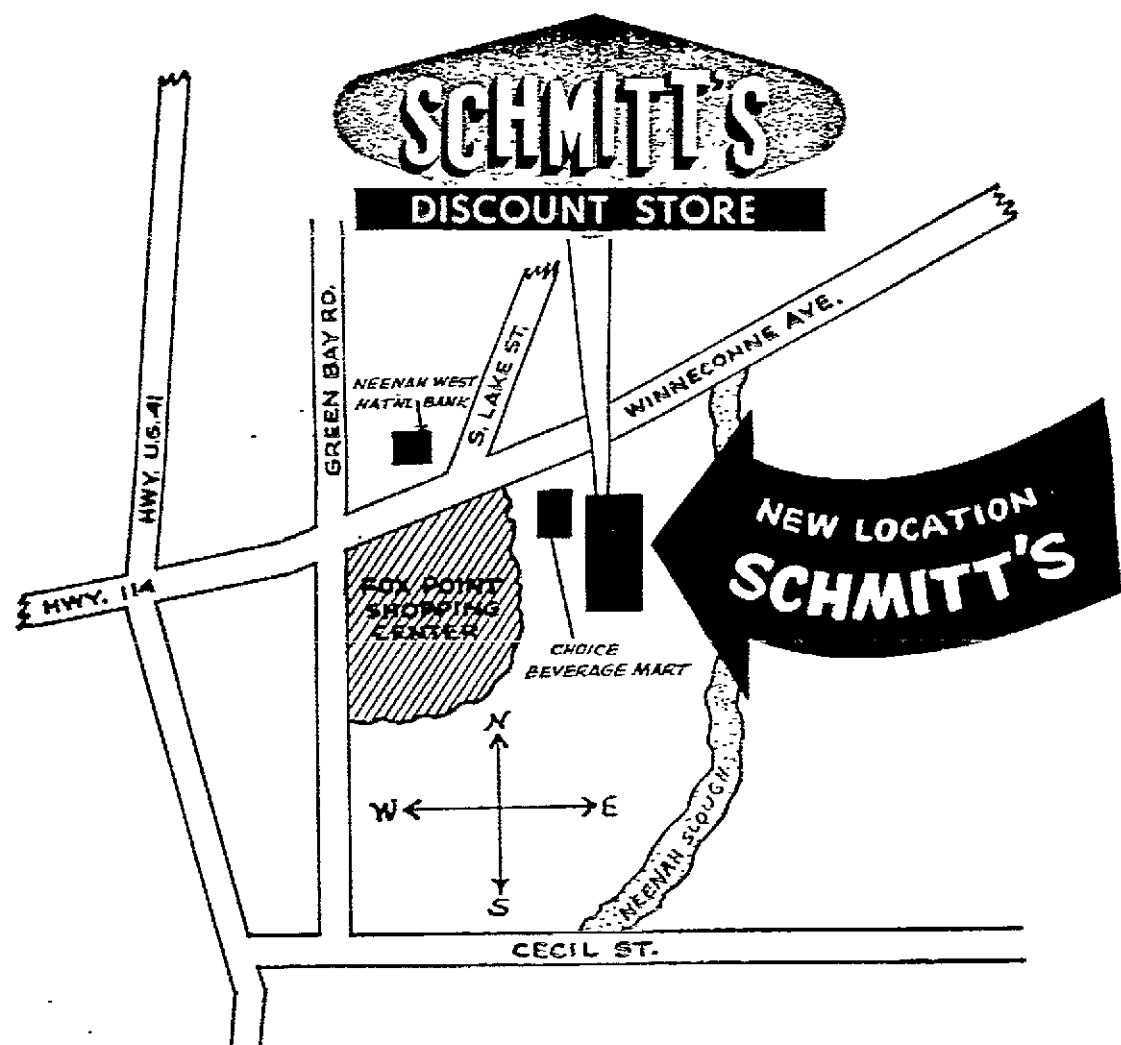 SCHMITT'S
DISCOUNT STORE
HWY. U.S. 41
GREEN BAY RD.
S. LAKE ST.
WINNECONNE AVE.
NEENAH WEST
NAT'NL BANK
NEW LOCATION
SCHMITT'S
HWY. 114
FOX POINT
SHOPPING
CENTER
CHOICE
BEVERAGE MART
N
W
E
S
NEENAH SLOUGH
CECIL ST.